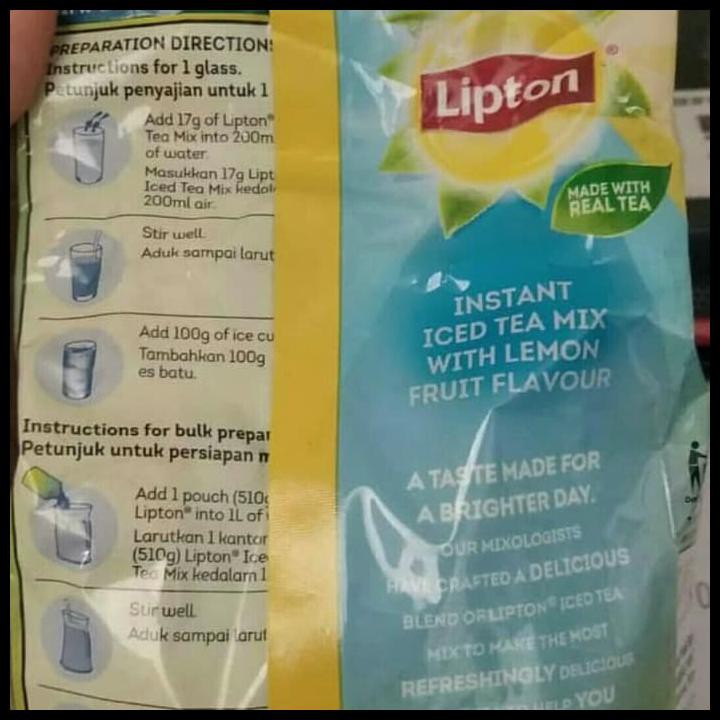 PREPARATION DIRECTIONS
Instructions for 1 glass.
Petunjuk penyajian untuk 1
Add 17g of Lipton®
Tea Mix into 200m
of water.
Masukkan 17g Lipt
Iced Tea Mix kedal
200ml air.
Stir well.
Aduk sampai larut
Add 100g of ice cu
Tambahkan 100g
es batu.
Instructions for bulk prepar
Petunjuk untuk persiapan m
Add 1 pouch (510g
Lipton® into 1L of
Larutkan 1 kantor
(510g) Lipton® Ice
Tea Mix kedalam 1
Stir well
Aduk sampai larut
Lipton®
MADE WITH
REAL TEA
INSTANT
ICED TEA MIX
WITH LEMON
FRUIT FLAVOUR
A TASTE MADE FOR
A BRIGHTER DAY.
OUR MIXOLOGISTS
HAVE CRAFTED A DELICIOUS
BLEND OF LIPTON® ICED TEA
MIX TO MAKE THE MOST
REFRESHINGLY DELICIOUS
HELP YOU